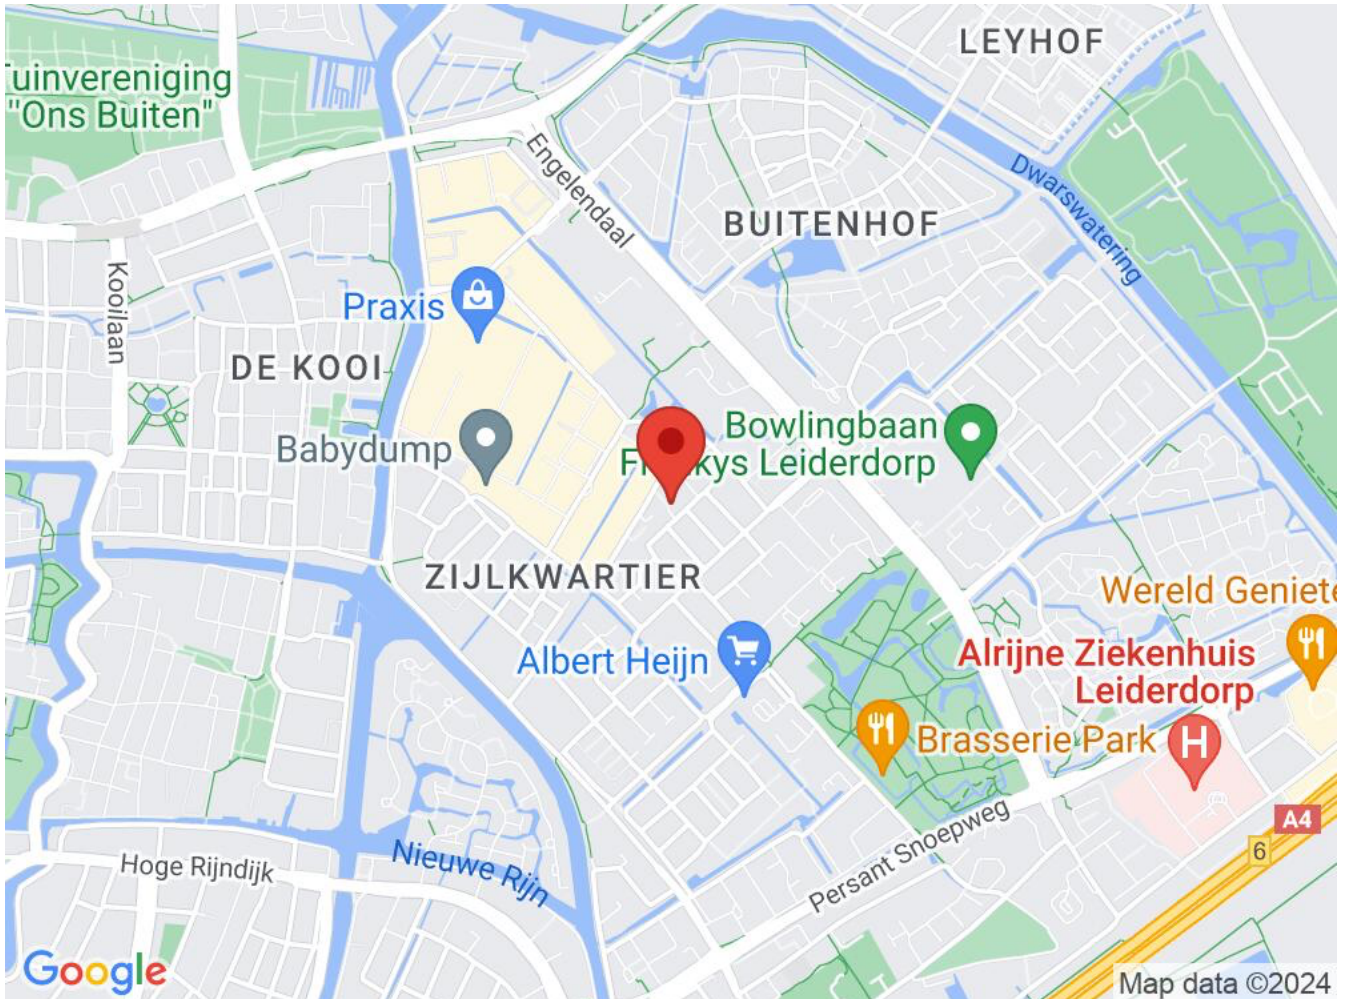 LEYHOF
Tuinvereniging
"Ons Buiten"
Engelendaal
Dwarswatering
BUITENHOF
Kooilaan
Praxis
DE KOOI
Bowlingbaan
Leiderdorp
Babydump
ZIJLKWARTIER
Wereld
Albert Heijn
Alrijne Ziekenhuis
Leiderdorp
Brasserie Park
H
A4
6
Persant Snoepweg
Nieuwe Rijn
Hoge Rijndijk
Google
Map data ©2024